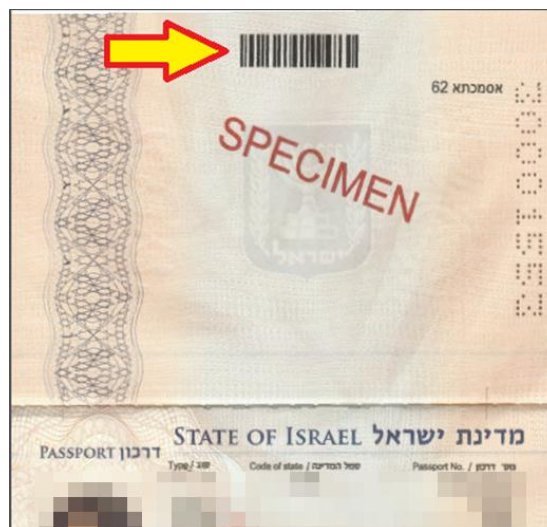 אסמכתא 62
SPECIMEN
ישראל
STATE OF ISRAEL מדינת ישראל
PASSPORT דרכון
Type / סוג
Code of state / סמל המדינה
Passport No. / מס' דרכון